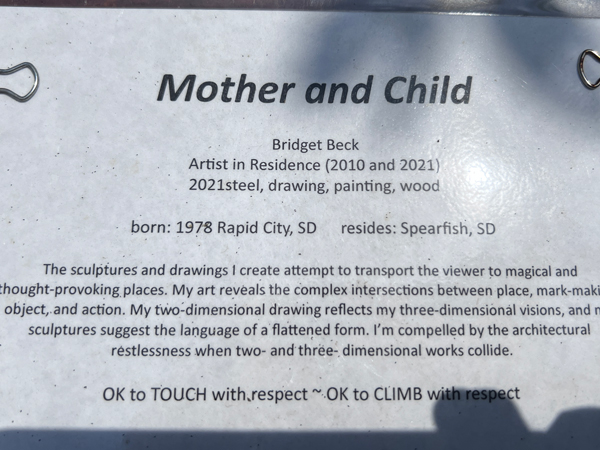 Mother and Child
Bridget Beck
Artist in Residence (2010 and 2021)
2021steel, drawing, painting, wood
born: 1978 Rapid City, SD resides: Spearfish, SD
The sculptures and drawings I create attempt to transport the viewer to magical and
thought-provoking places. My art reveals the complex intersections between place, mark-maki
object, and action. My two-dimensional drawing reflects my three-dimensional visions, and
sculptures suggest the language of a flattened form. I'm compelled by the architectural
restlessness when two- and three- dimensional works collide.
OK to TOUCH with respect ~ OK to CLIMB with respect